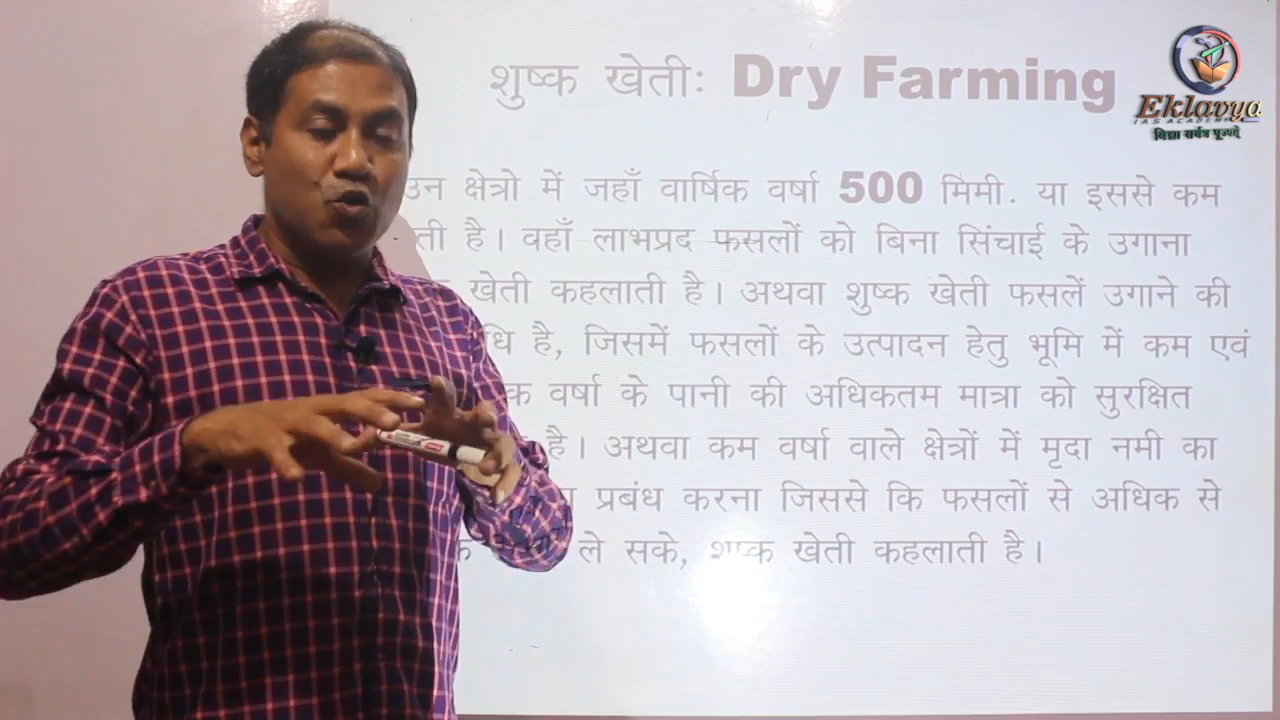 शुष्क खेतीः Dry Farming
Eklavya
IAS ACADEMY
विद्या सर्वत्र पूज्यते
उन क्षेत्रो में जहाँ वार्षिक वर्षा 500 मिमी. या इससे कम
ती है। वहाँ लाभप्रद फसलों को बिना सिंचाई के उगाना
खेती कहलाती है। अथवा शुष्क खेती फसलें उगाने की
धि है, जिसमें फसलों के उत्पादन हेतु भूमि में कम एवं
क वर्षा के पानी की अधिकतम मात्रा को सुरक्षित
है। अथवा कम वर्षा वाले क्षेत्रों में मृदा नमी का
प्रबंध करना जिससे कि फसलों से अधिक से
ले सके, शुष्क खेती कहलाती है।